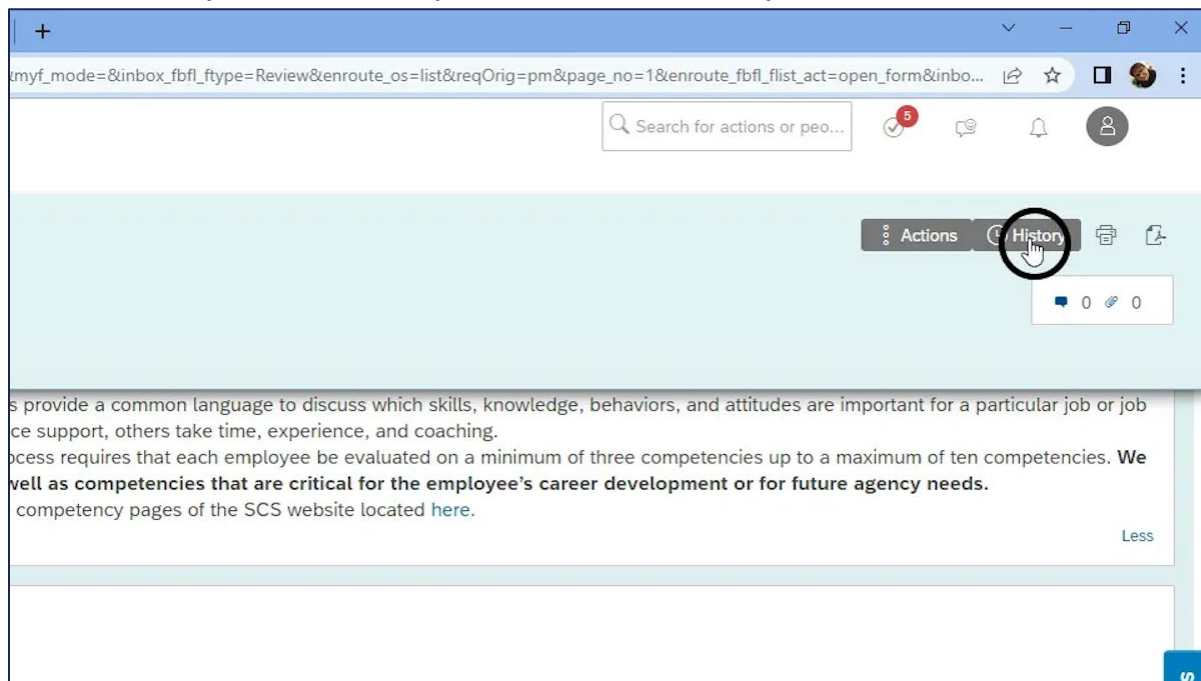 myf_mode=&inbox_fbfl_ftype=Review&enroute_os=list&reqOrig=pm&page_no=1&enroute_fbfl_flist_act=open_form&inbo...
Search for actions or peo...
5
Actions
History
0 0
s provide a common language to discuss which skills, knowledge, behaviors, and attitudes are important for a particular job or job
ce support, others take time, experience, and coaching.
ocess requires that each employee be evaluated on a minimum of three competencies up to a maximum of ten competencies. We
well as competencies that are critical for the employee's career development or for future agency needs.
competency pages of the SCS website located here.
Less